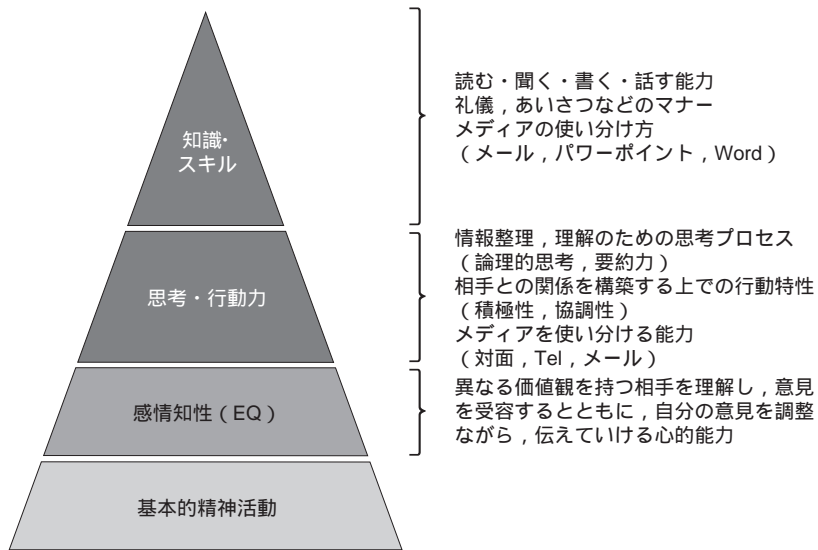 知識・
スキル
読む・聞く・書く・話す能力
礼儀，あいさつなどのマナー
メディアの使い分け方
（メール，パワーポイント，Word）
思考・行動力
情報整理，理解のための思考プロセス
（論理的思考，要約力）
相手との関係を構築する上での行動特性
（積極性，協調性）
メディアを使い分ける能力
（対面，Tel，メール）
感情知性（EQ）
異なる価値観を持つ相手を理解し，意見
を受容するとともに，自分の意見を調整
ながら，伝えていける心的能力
基本的精神活動